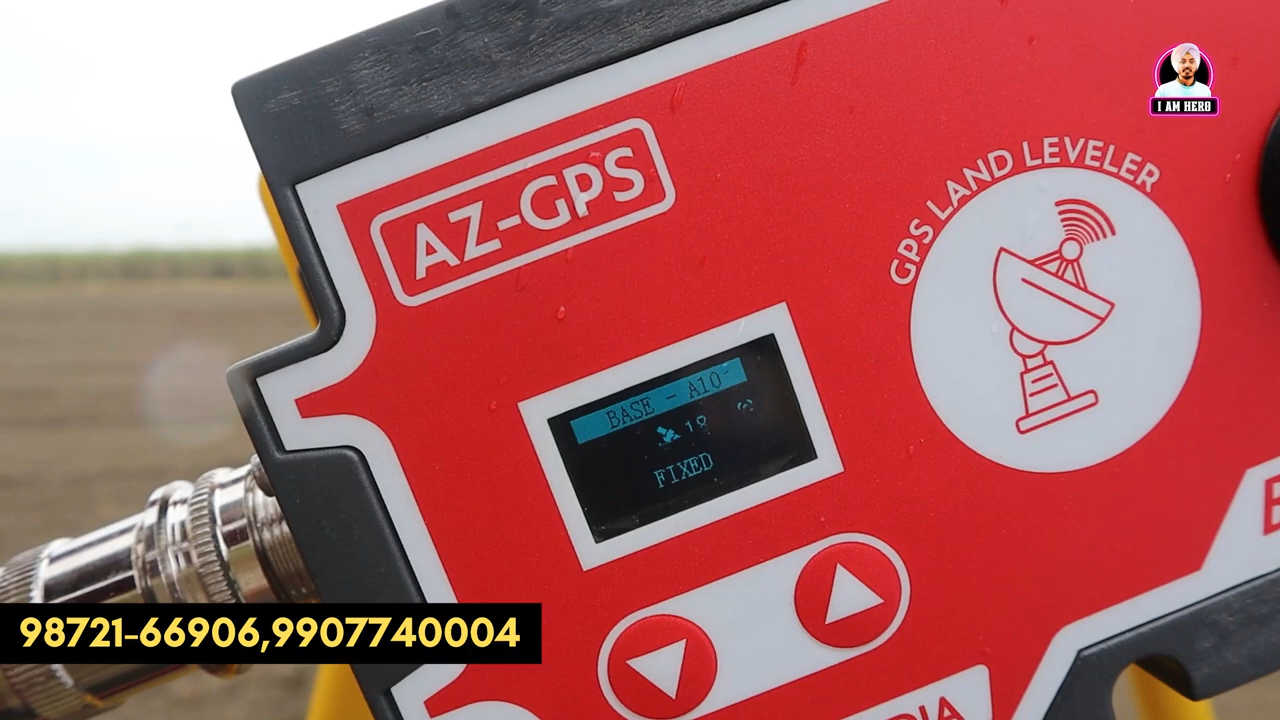 I AM HERO
GPS LAND LEVELER
AZ-GPS
BASE - A10
18
FIXED
98721-66906,9907740004